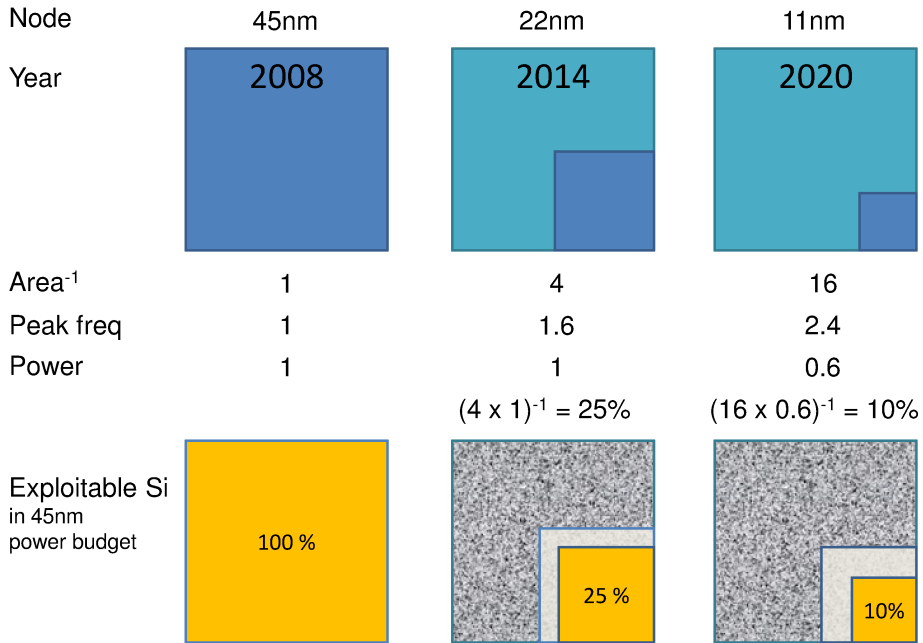 Node 45nm 22nm 11nm
Year 2008 2014 2020
Area-1 1 4 16
Peak freq 1 1.6 2.4
Power 1 1 0.6
(4 x 1)-1 = 25% (16 x 0.6)-1 = 10%
Exploitable Si
in 45nm
power budget
100 % 25 % 10%